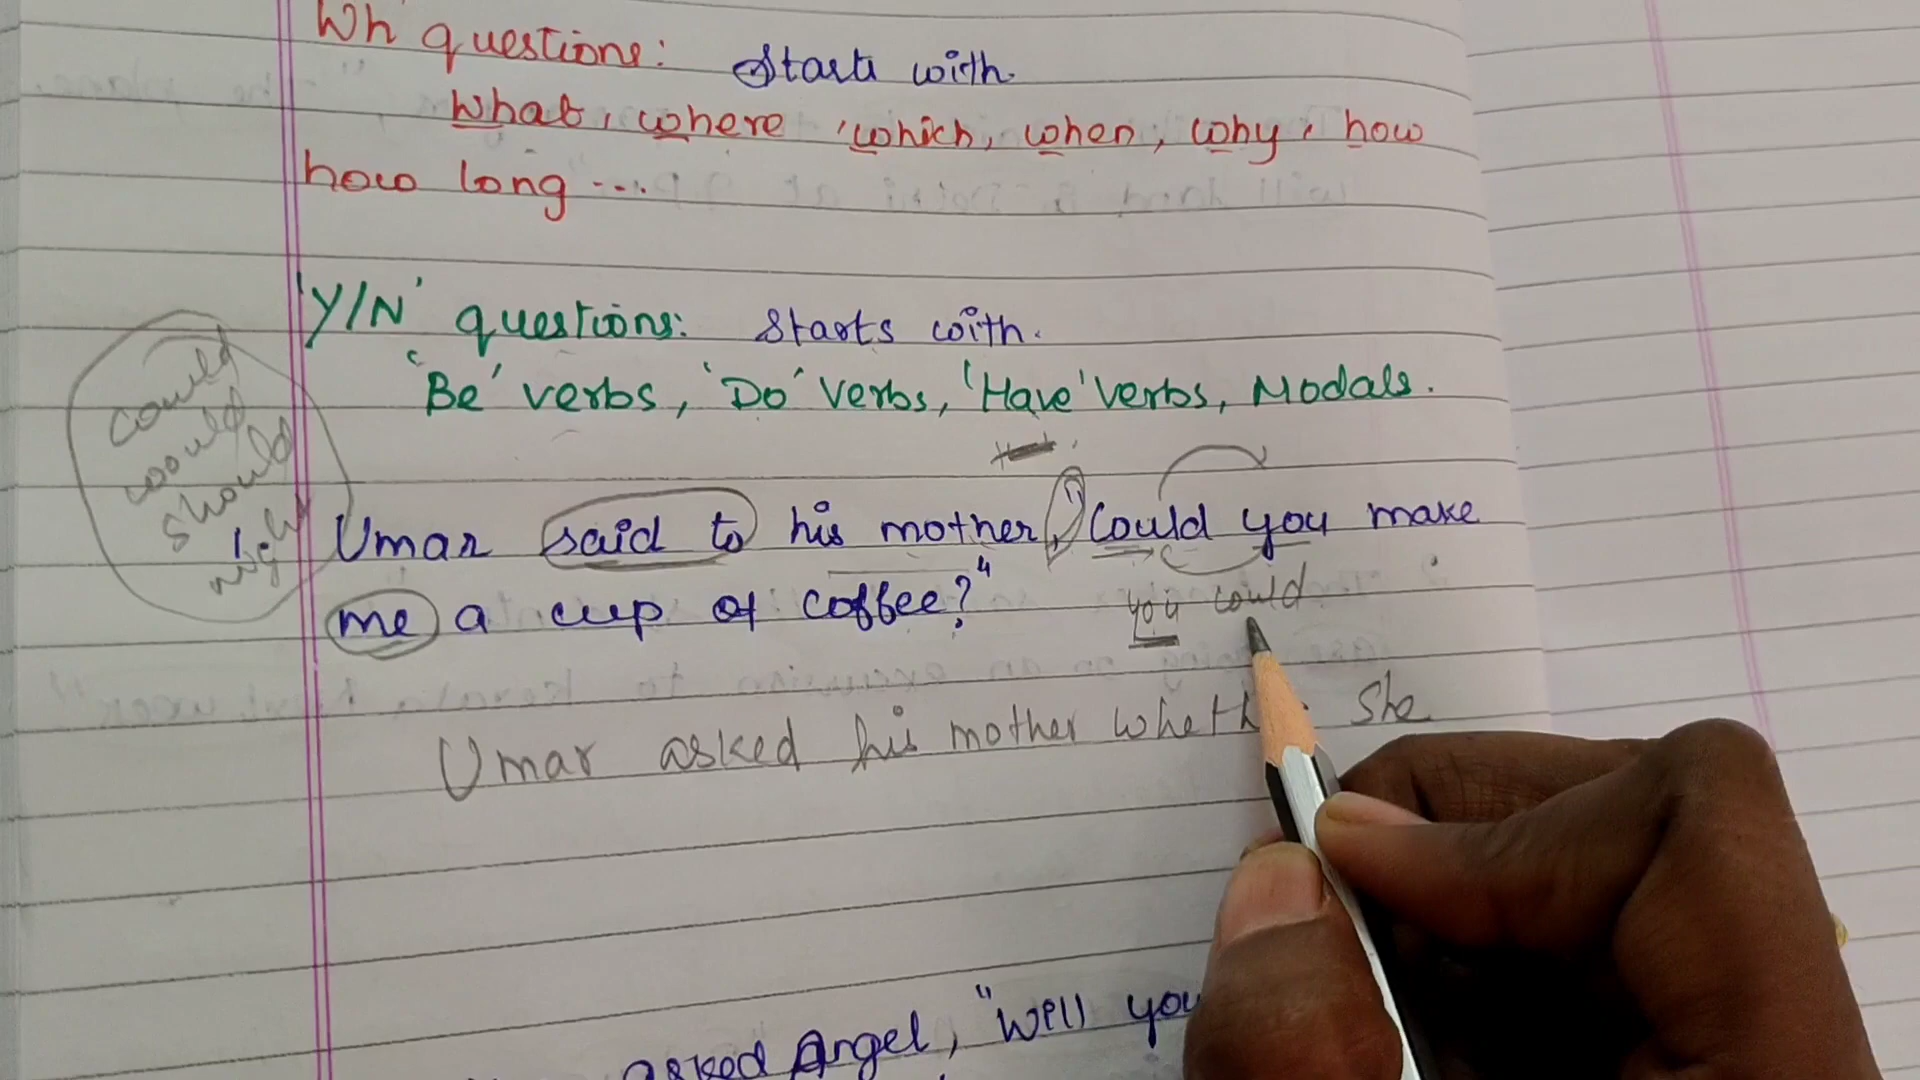 Wh questions: Starts with.
What, where, which, when, why, how
how long ...
'Y/N' questions: Starts with.
'Be' verbs, 'Do' verbs, 'Have' verbs, Modals.
could
would
should
might
1. Umar said to his mother, "Could you make
me a cup of coffee?"
you could
Umar asked his mother whether she
asked Angel, "Will you